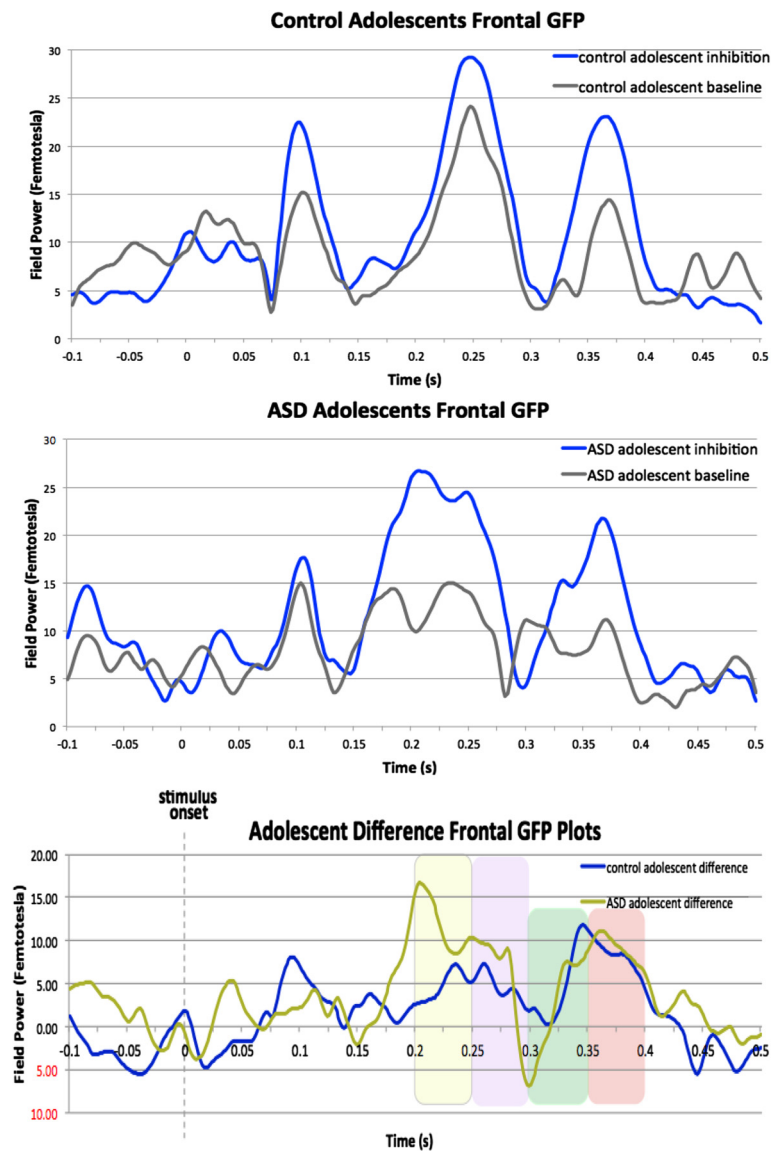 Control Adolescents Frontal GFP
control adolescent inhibition
control adolescent baseline
Field Power (Femtotesla)
30
25
20
15
10
5
0
-0.1 -0.05 0 0.05 0.1 0.15 0.2 0.25 0.3 0.35 0.4 0.45 0.5
Time (s)
ASD Adolescents Frontal GFP
ASD adolescent inhibition
ASD adolescent baseline
Field Power (Femtotesla)
30
25
20
15
10
5
0
-0.1 -0.05 0 0.05 0.1 0.15 0.2 0.25 0.3 0.35 0.4 0.45 0.5
Time (s)
stimulus
onset
Adolescent Difference Frontal GFP Plots
control adolescent difference
ASD adolescent difference
Field Power (Femtotesla)
20.00
15.00
10.00
5.00
0.00
5.00
10.00
-0.1 -0.05 0 0.05 0.1 0.15 0.2 0.25 0.3 0.35 0.4 0.45 0.5
Time (s)